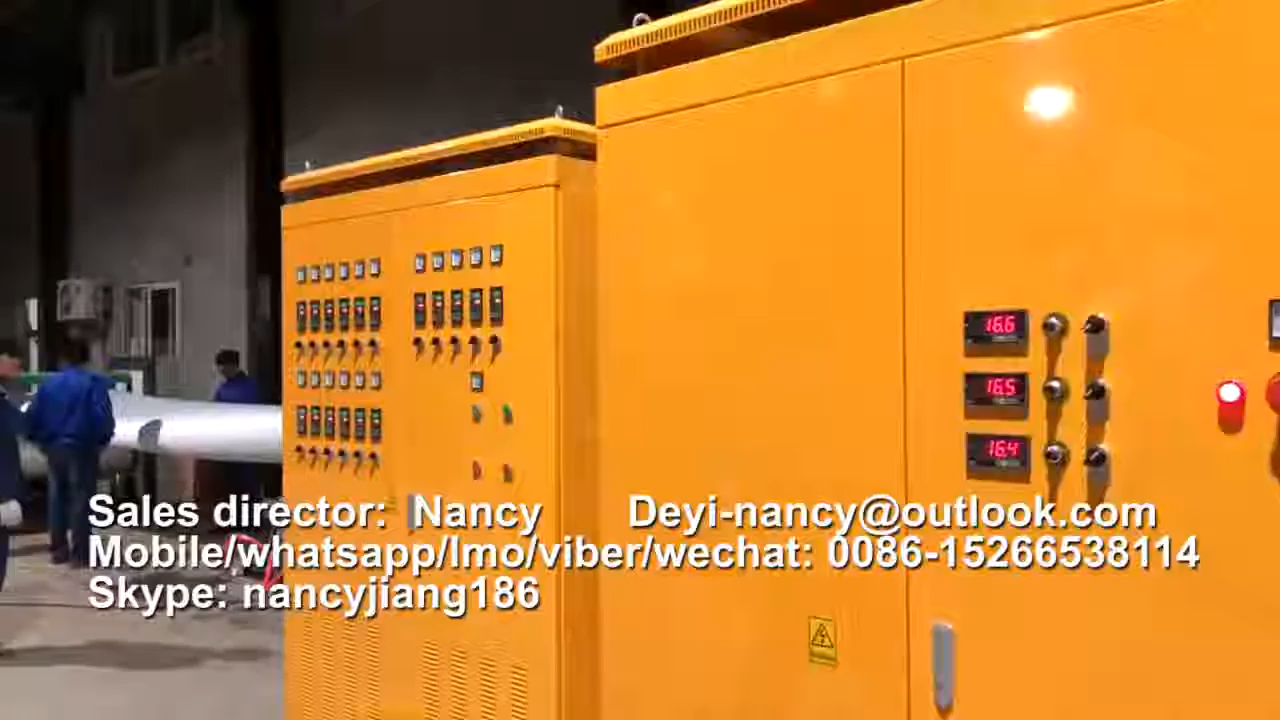 16.6
16.5
16.4
Sales director: Nancy Deyi-nancy@outlook.com
Mobile/whatsapp/Imo/viber/wechat: 0086-15266538114
Skype: nancyjiang186